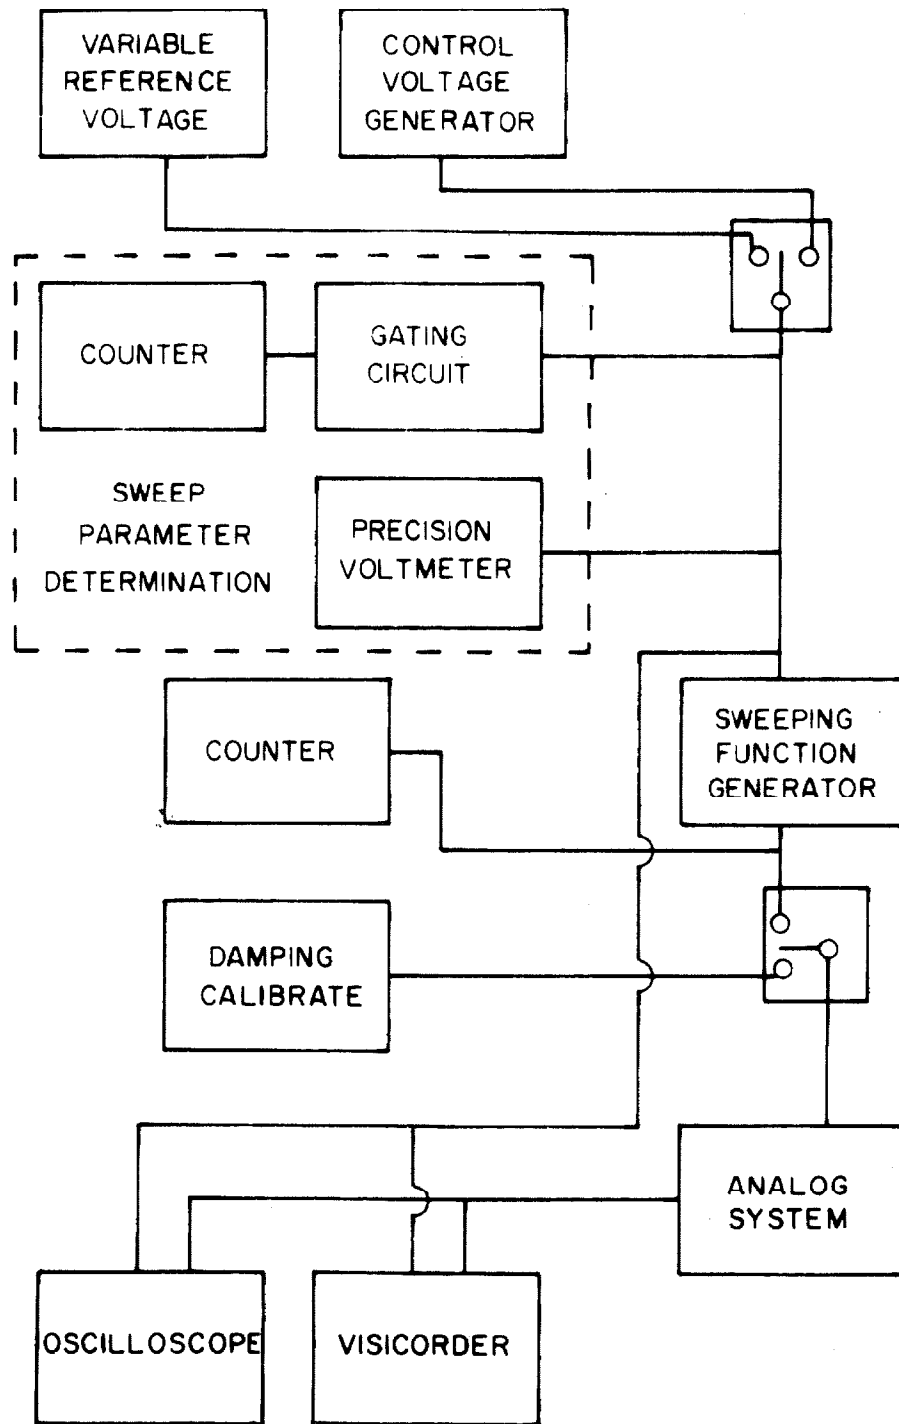 VARIABLE
REFERENCE
VOLTAGE
CONTROL
VOLTAGE
GENERATOR
COUNTER
GATING
CIRCUIT
SWEEP
PARAMETER
DETERMINATION
PRECISION
VOLTMETER
COUNTER
SWEEPING
FUNCTION
GENERATOR
DAMPING
CALIBRATE
ANALOG
SYSTEM
OSCILLOSCOPE
VISICORDER